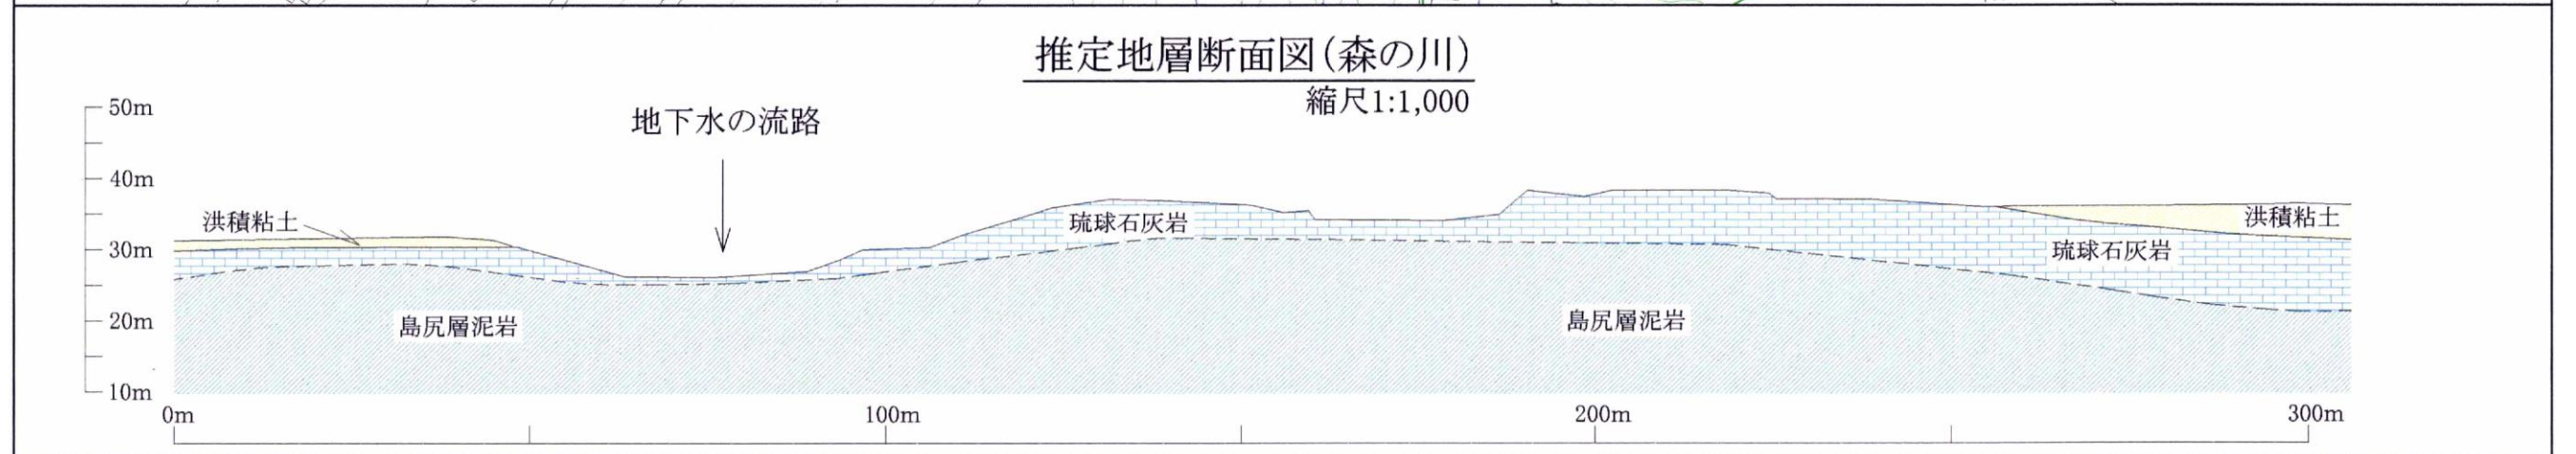 推定地層断面図(森の川)
縮尺1:1,000
50m
地下水の流路
40m
洪積粘土
琉球石灰岩
洪積粘土
30m
琉球石灰岩
島尻層泥岩
20m
島尻層泥岩
10m
0m
100m
200m
300m